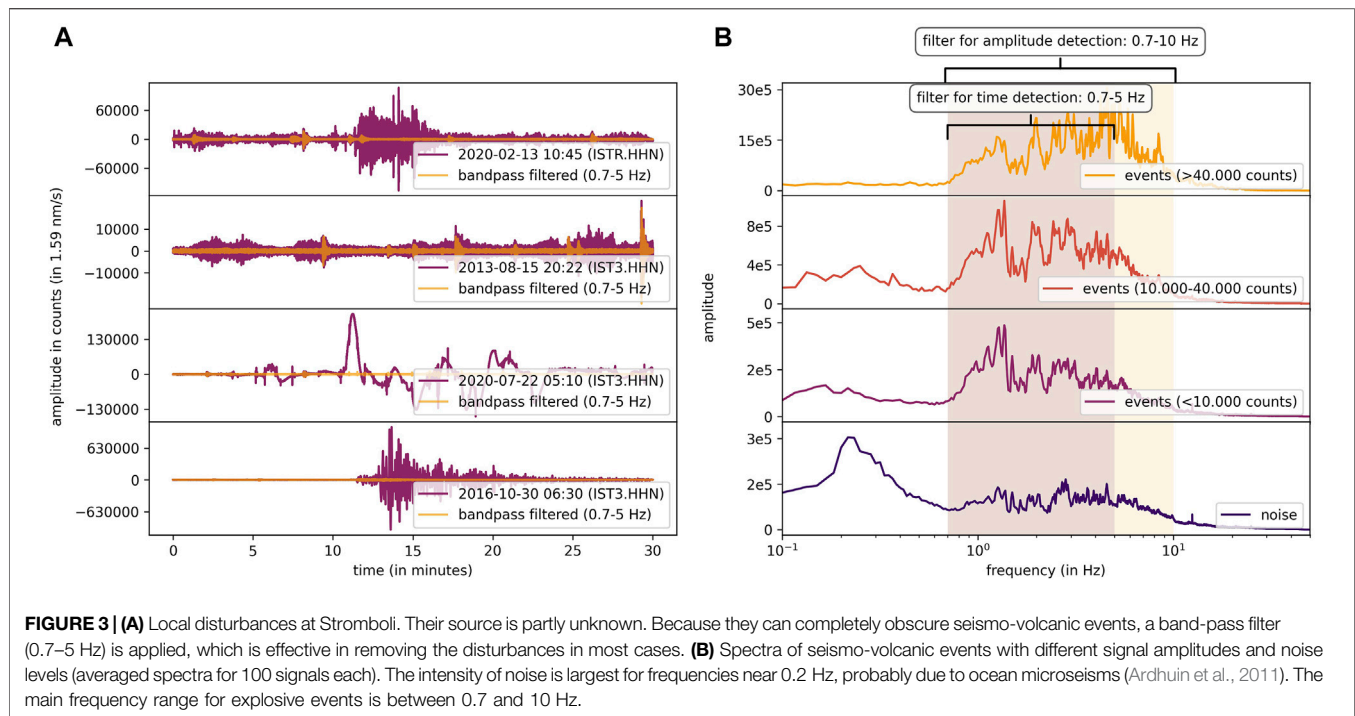 A
60000
0
−60000
2020-02-13 10:45 (ISTR.HHN)
bandpass filtered (0.7-5 Hz)
10000
0
−10000
2013-08-15 20:22 (IST3.HHN)
bandpass filtered (0.7-5 Hz)
130000
0
−130000
2020-07-22 05:10 (IST3.HHN)
bandpass filtered (0.7-5 Hz)
630000
0
−630000
2016-10-30 06:30 (IST3.HHN)
bandpass filtered (0.7-5 Hz)
amplitude in counts (in 1.59 nm/s)
0 5 10 15 20 25 30
time (in minutes)
B
filter for amplitude detection: 0.7-10 Hz
filter for time detection: 0.7-5 Hz
30e5
15e5
0
events (>40.000 counts)
8e5
4e5
0
events (10.000-40.000 counts)
5e5
2e5
0
events (<10.000 counts)
3e5
2e5
0
noise
amplitude
10⁻¹ 10⁰ 10¹
frequency (in Hz)
FIGURE 3 | (A) Local disturbances at Stromboli. Their source is partly unknown. Because they can completely obscure seismo-volcanic events, a band-pass filter
(0.7–5 Hz) is applied, which is effective in removing the disturbances in most cases. (B) Spectra of seismo-volcanic events with different signal amplitudes and noise
levels (averaged spectra for 100 signals each). The intensity of noise is largest for frequencies near 0.2 Hz, probably due to ocean microseisms (Ardhuin et al., 2011). The
main frequency range for explosive events is between 0.7 and 10 Hz.